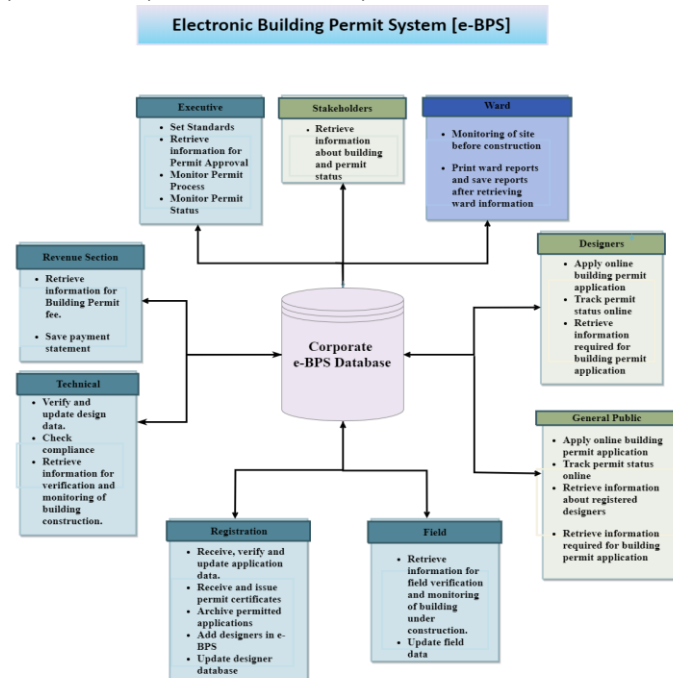 Electronic Building Permit System [e-BPS]
Executive
• Set Standards
• Retrieve
information for
Permit Approval
• Monitor Permit
Process
• Monitor Permit
Status
Stakeholders
• Retrieve
information
about building
and permit
status
Ward
• Monitoring of site
before construction
• Print ward reports
and save reports
after retrieving
ward information
Revenue Section
• Retrieve
information for
Building Permit
fee.
• Save payment
statement
Designers
• Apply online
building permit
application
• Track permit
status online
• Retrieve
information
required for
building permit
application
Corporate
e-BPS Database
Technical
• Verify and
update design
data.
• Check
compliance
• Retrieve
information for
verification and
monitoring of
building
construction.
General Public
• Apply online building
permit application
• Track permit status
online
• Retrieve information
about registered
designers
• Retrieve information
required for building
permit application
Registration
• Receive, verify and
update application
data.
• Receive and issue
permit certificates
• Archive permitted
applications
• Add designers in e-
BPS
• Update designer
database
Field
• Retrieve
information for
field verification
and monitoring
of building
under
construction.
• Update field
data